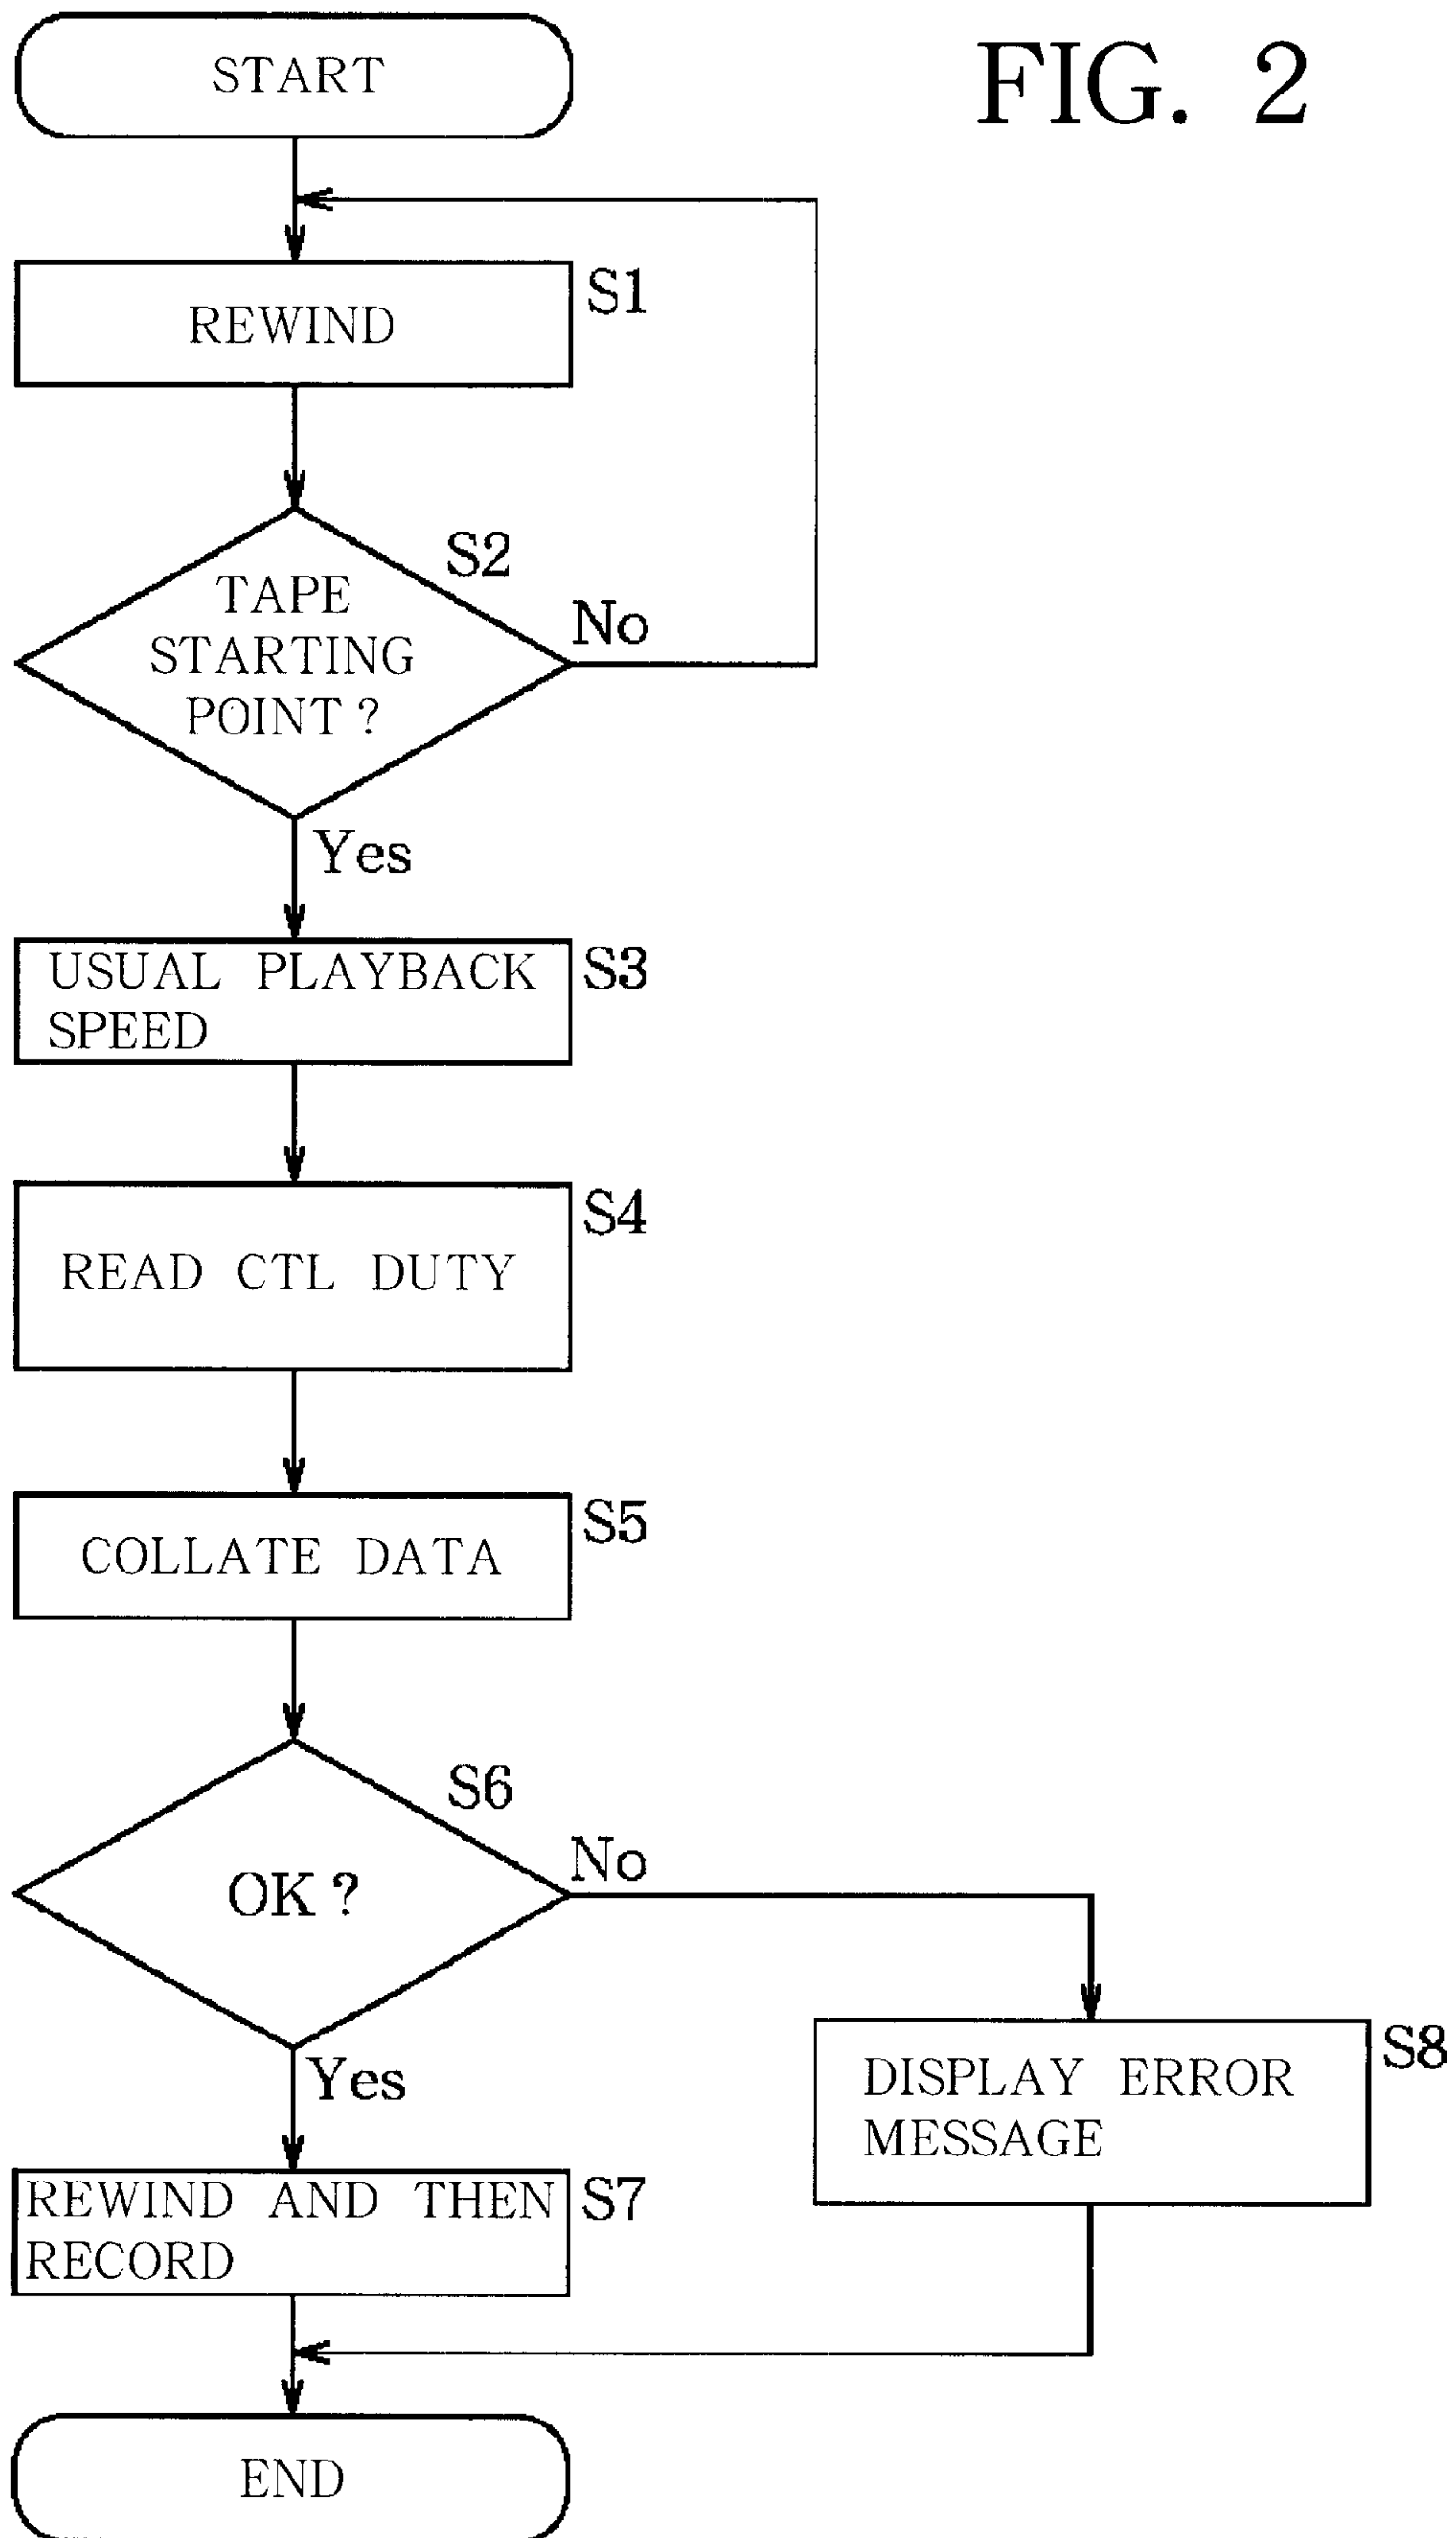 FIG. 2
START
REWIND
S1
S2
TAPE
STARTING
POINT?
No
Yes
USUAL PLAYBACK
SPEED
S3
READ CTL DUTY
S4
COLLATE DATA
S5
S6
OK?
No
Yes
REWIND AND THEN
RECORD
S7
DISPLAY ERROR
MESSAGE
S8
END